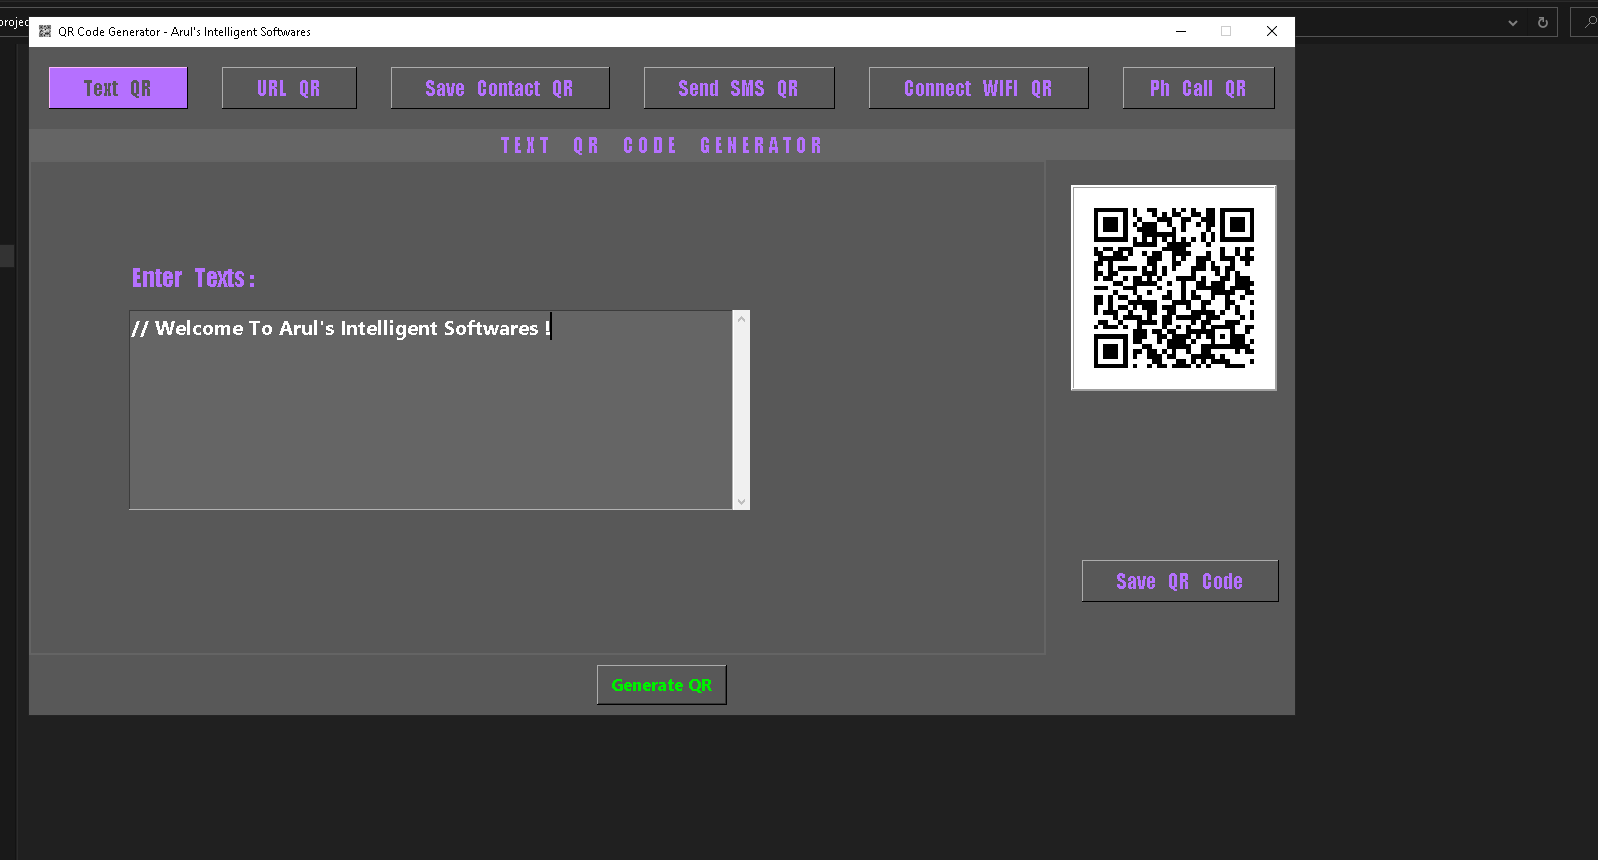 projec
QR Code Generator - Arul's Intelligent Softwares
Text QR
URL QR
Save Contact QR
Send SMS QR
Connect WIFI QR
Ph Call QR
TEXT QR CODE GENERATOR
Enter Texts:
// Welcome To Arul's Intelligent Softwares !
Save QR Code
Generate QR